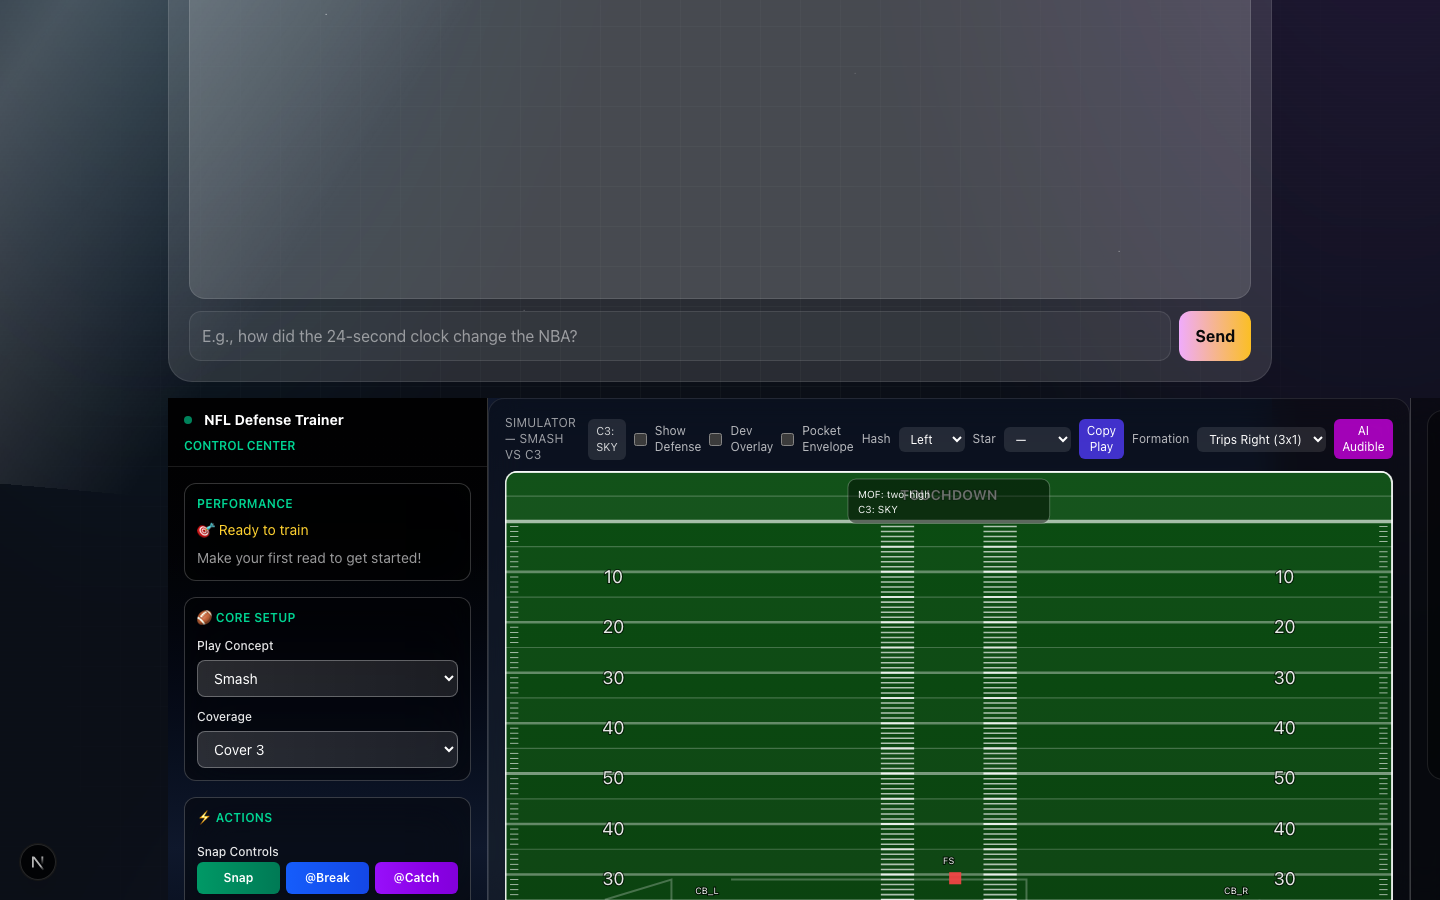 E.g., how did the 24-second clock change the NBA?
Send
NFL Defense Trainer
CONTROL CENTER
PERFORMANCE
🎯 Ready to train
Make your first read to get started!
🏈 CORE SETUP
Play Concept
Smash
Coverage
Cover 3
⚡ ACTIONS
Snap Controls
Snap
@Break
@Catch
N
SIMULATOR
— SMASH
VS C3
C3:
SKY
Show
Defense
Dev
Overlay
Pocket
Envelope
Hash
Left
Star
—
Copy
Play
Formation
Trips Right (3x1)
AI
Audible
TOUCHDOWN
MOF: two-high
C3: SKY
10 10
20 20
30 30
40 40
50 50
40 40
FS
30 30
CB_L CB_R